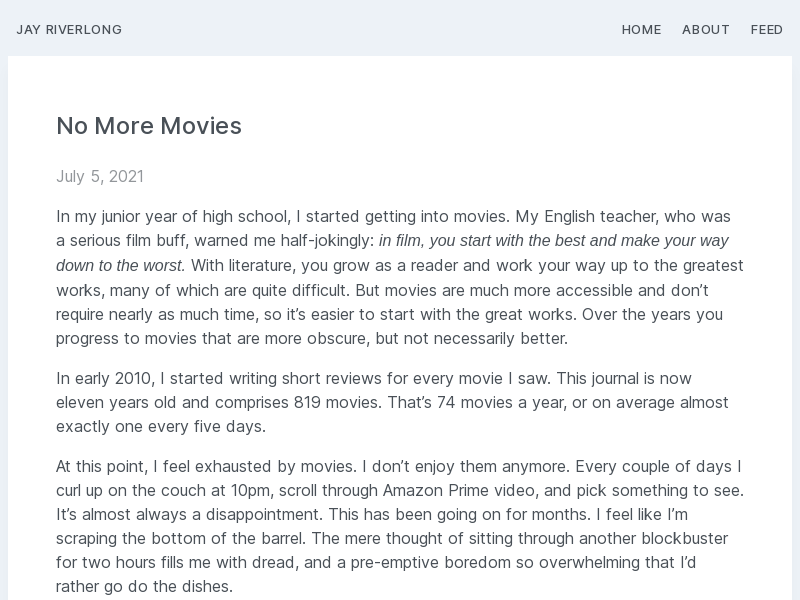 JAY RIVERLONG
HOME ABOUT FEED
No More Movies
July 5, 2021
In my junior year of high school, I started getting into movies. My English teacher, who was
a serious film buff, warned me half-jokingly: in film, you start with the best and make your way
down to the worst. With literature, you grow as a reader and work your way up to the greatest
works, many of which are quite difficult. But movies are much more accessible and don’t
require nearly as much time, so it’s easier to start with the great works. Over the years you
progress to movies that are more obscure, but not necessarily better.
In early 2010, I started writing short reviews for every movie I saw. This journal is now
eleven years old and comprises 819 movies. That’s 74 movies a year, or on average almost
exactly one every five days.
At this point, I feel exhausted by movies. I don’t enjoy them anymore. Every couple of days I
curl up on the couch at 10pm, scroll through Amazon Prime video, and pick something to see.
It’s almost always a disappointment. This has been going on for months. I feel like I’m
scraping the bottom of the barrel. The mere thought of sitting through another blockbuster
for two hours fills me with dread, and a pre-emptive boredom so overwhelming that I’d
rather go do the dishes.